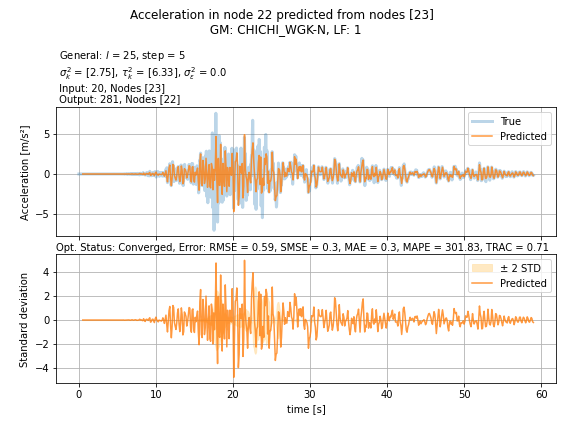 Acceleration in node 22 predicted from nodes [23]
GM: CHICHI_WGK-N, LF: 1
General: l = 25, step = 5
σ²ₖ = [2.75], τ²ₖ = [6.33], σ²ε = 0.0
Input: 20, Nodes [23]
Output: 281, Nodes [22]
Acceleration [m/s²]
5
0
−5
True
Predicted
Opt. Status: Converged, Error: RMSE = 0.59, SMSE = 0.3, MAE = 0.3, MAPE = 301.83, TRAC = 0.71
Standard deviation
4
2
0
−2
−4
± 2 STD
Predicted
0 10 20 30 40 50 60
time [s]